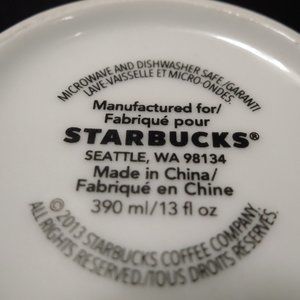 MICROWAVE AND DISHWASHER SAFE/GARANTI
LAVE VAISSELLE ET MICRO ONDES.
Manufactured for/
Fabriqué pour
STARBUCKS®
SEATTLE, WA 98134
Made in China/
Fabriqué en Chine
390 ml/13 fl oz
©2013 STARBUCKS COFFEE COMPANY.
ALL RIGHTS RESERVED./TOUS DROITS RÉSERVÉS.